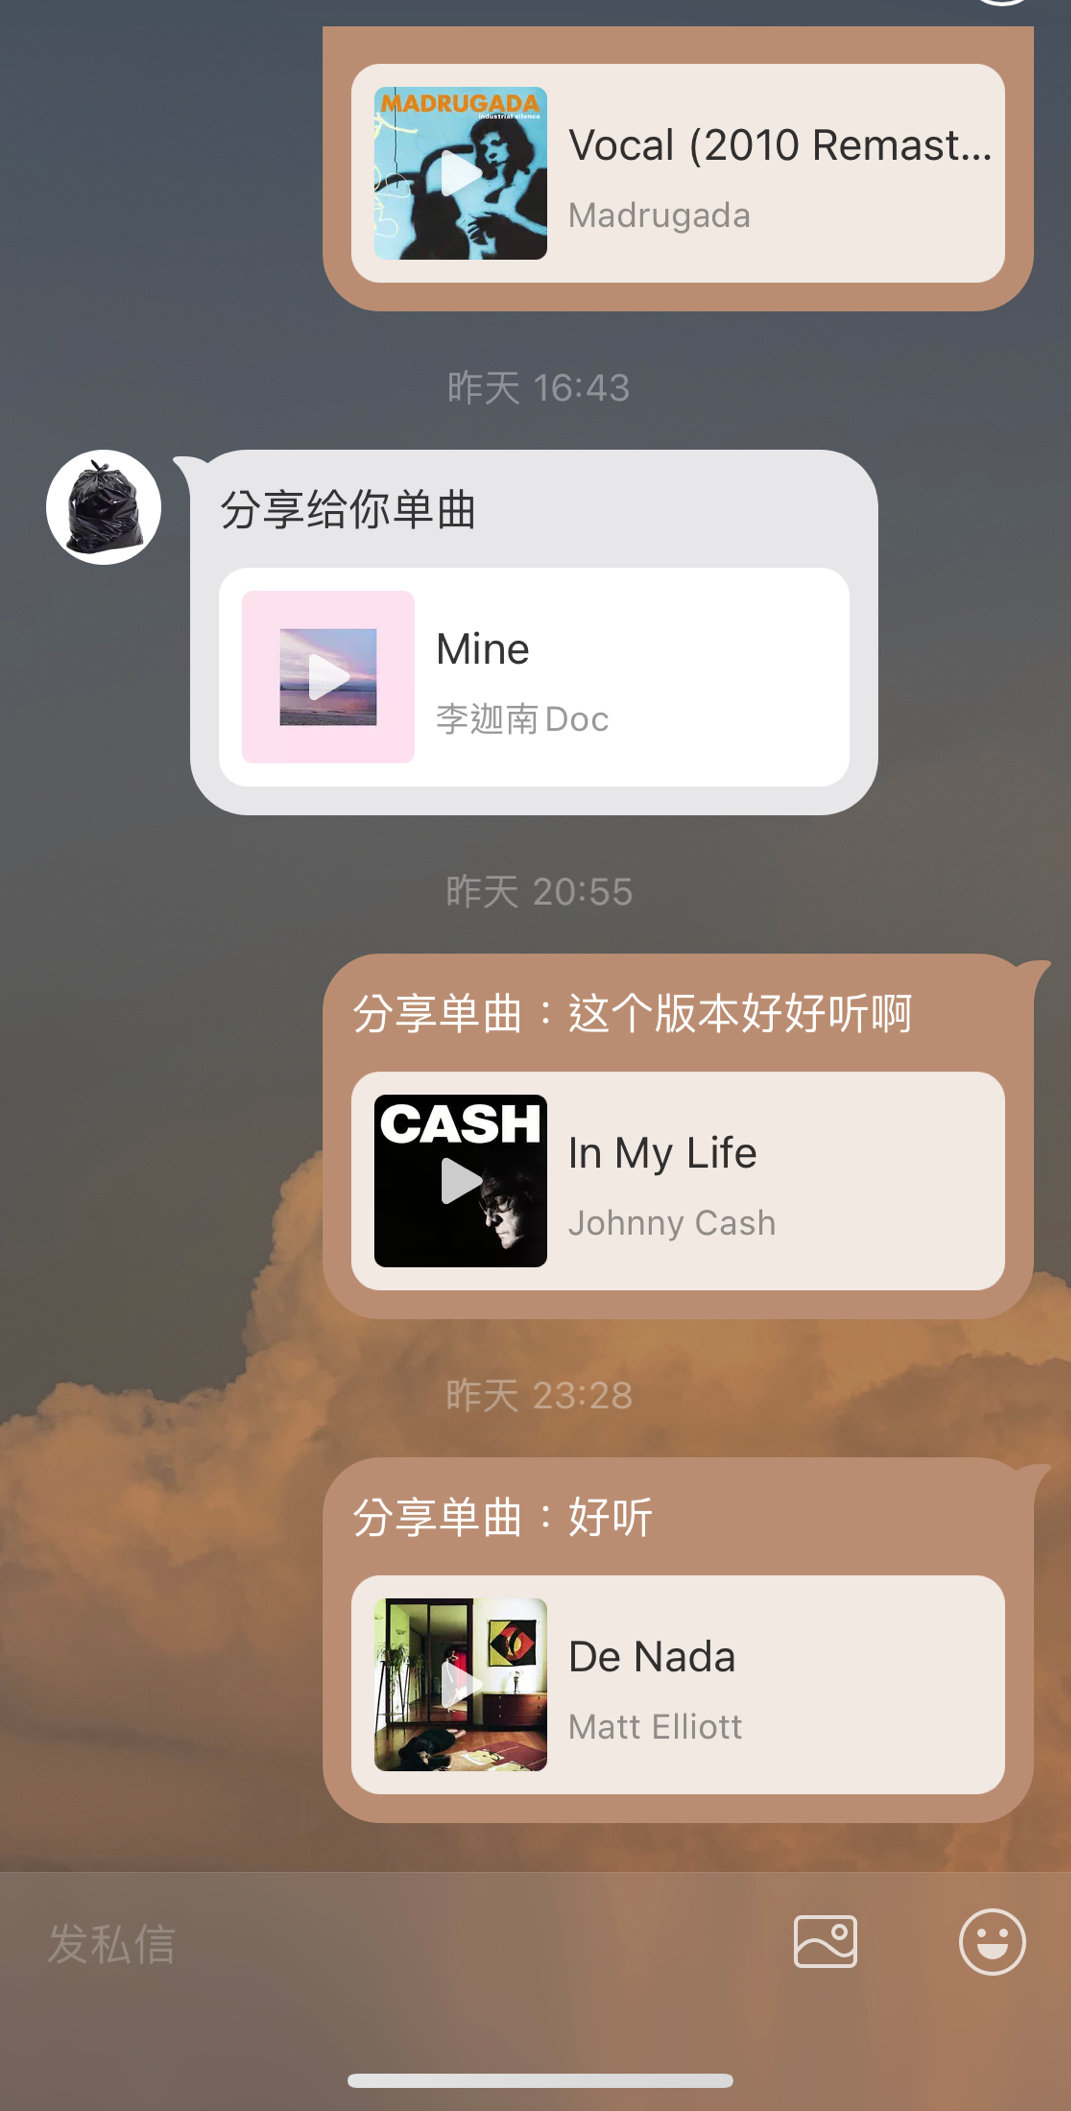 MADRUGADA
industrial silence
Vocal (2010 Remast...
Madrugada
昨天 16:43
分享给你单曲
Mine
李迦南Doc
昨天 20:55
分享单曲：这个版本好好听啊
CASH
In My Life
Johnny Cash
昨天 23:28
分享单曲：好听
De Nada
Matt Elliott
发私信